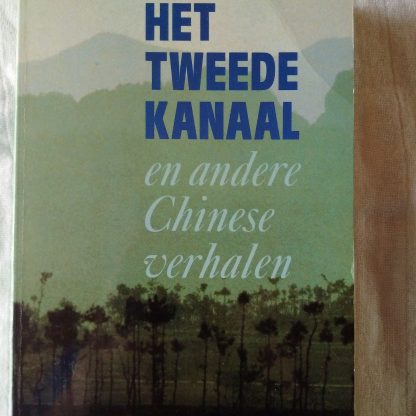 HET
TWEEDE
KANAAL
en andere
Chinese
verhalen